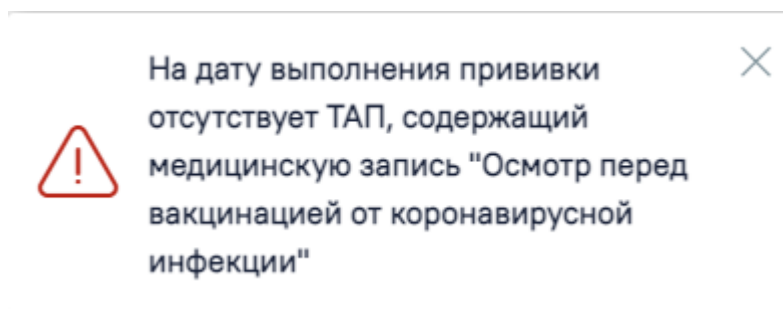 На дату выполнения прививки
отсутствует ТАП, содержащий
медицинскую запись "Осмотр перед
вакцинацией от коронавирусной
инфекции"